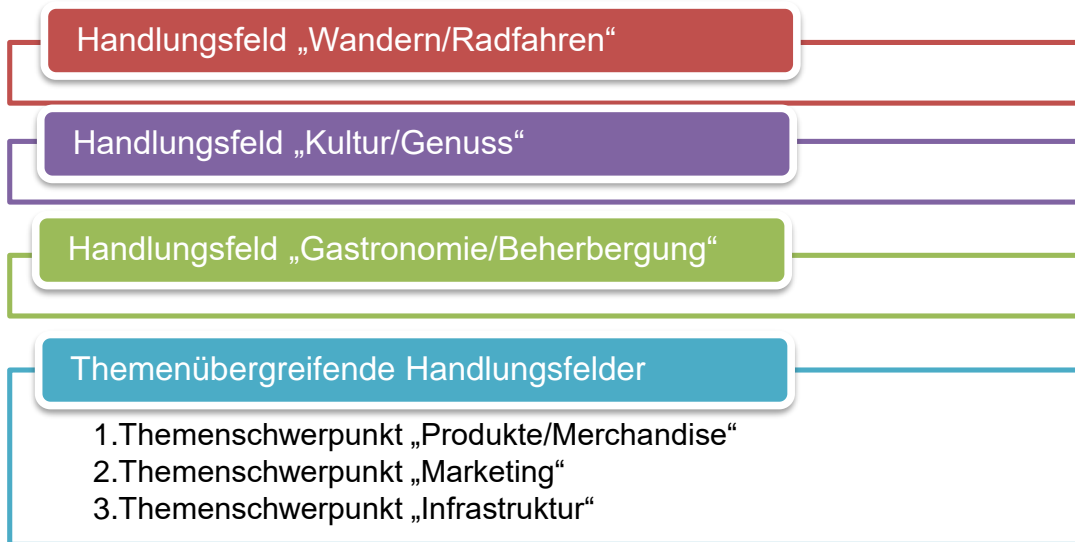 Handlungsfeld „Wandern/Radfahren“
Handlungsfeld „Kultur/Genuss“
Handlungsfeld „Gastronomie/Beherbergung“
Themenübergreifende Handlungsfelder
1.Themenschwerpunkt „Produkte/Merchandise“
2.Themenschwerpunkt „Marketing“
3.Themenschwerpunkt „Infrastruktur“